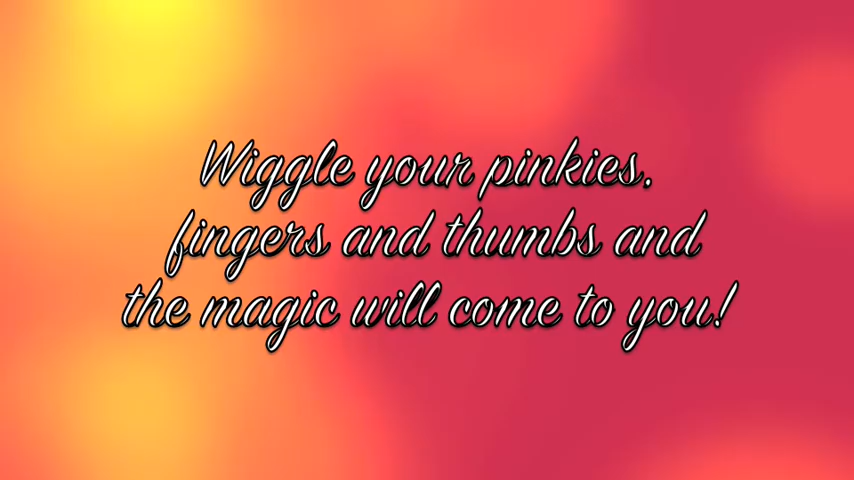 Wiggle your pinkies,
fingers and thumbs and
the magic will come to you!